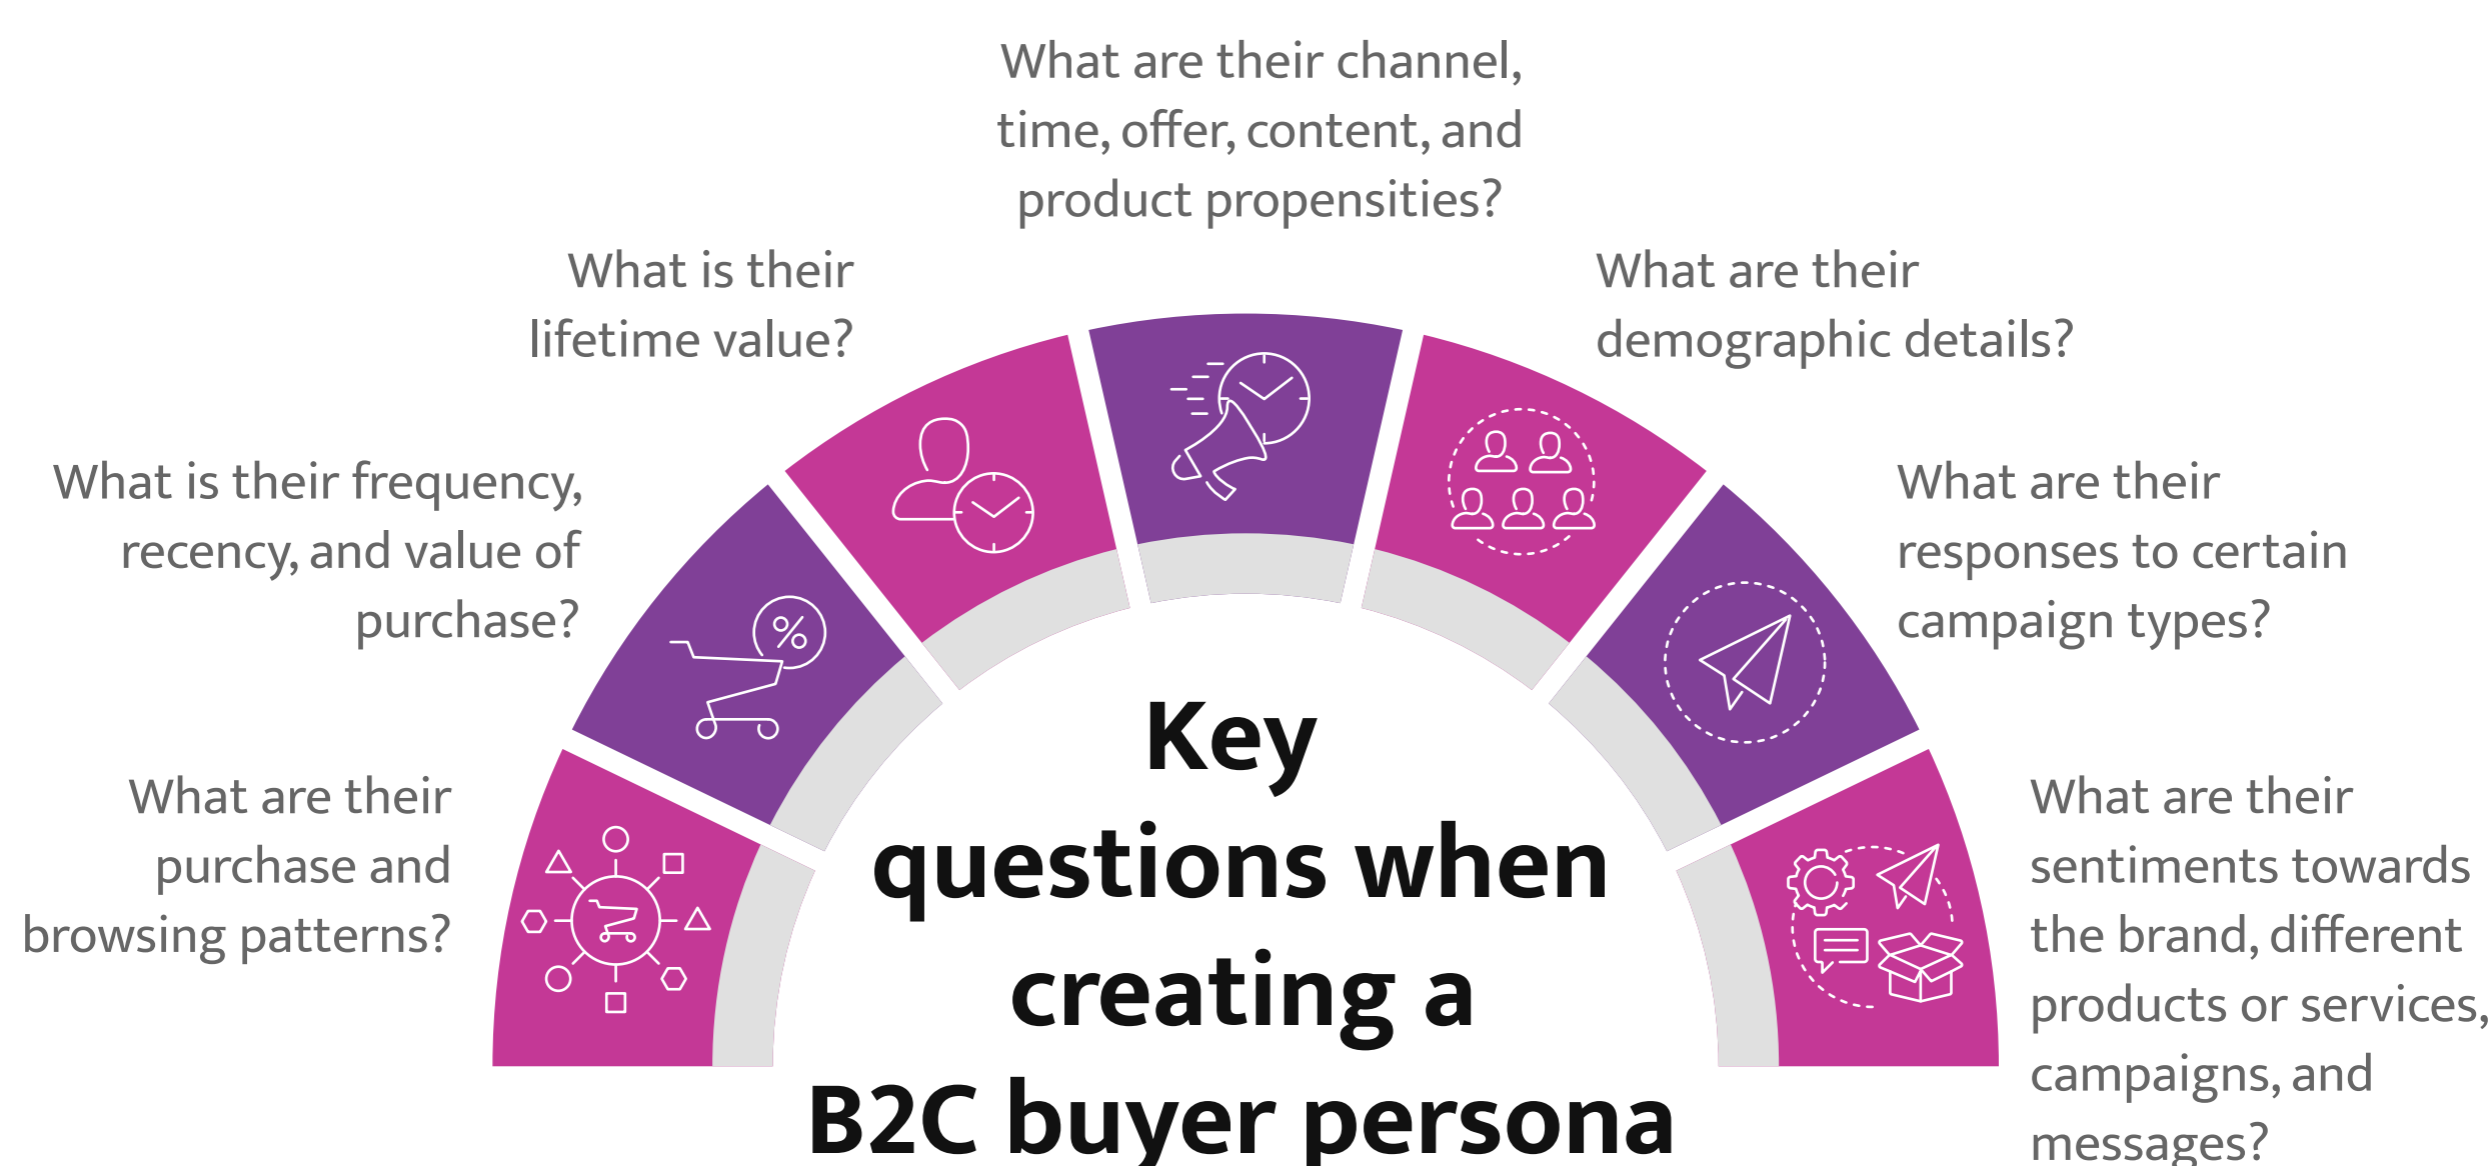 What are their channel,
time, offer, content, and
product propensities?
What is their
lifetime value?
What are their
demographic details?
What is their frequency,
recency, and value of
purchase?
What are their
responses to certain
campaign types?
What are their
purchase and
browsing patterns?
What are their
sentiments towards
the brand, different
products or services,
campaigns, and
messages?
%
Key
questions when
creating a
B2C buyer persona